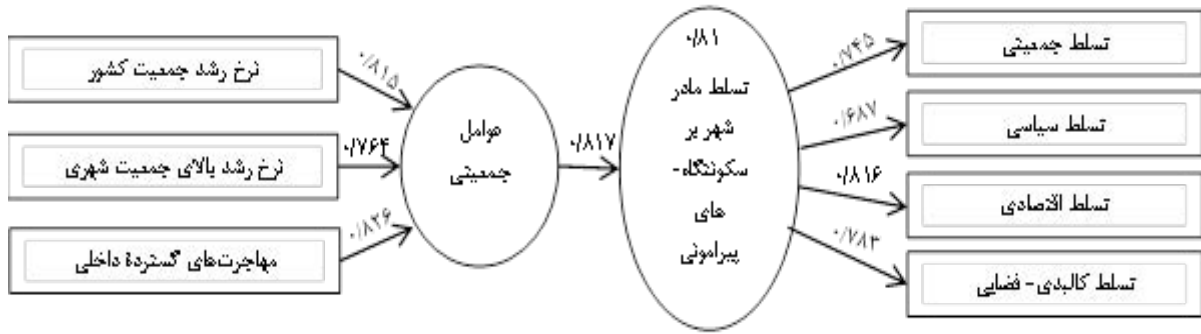 نرخ رشد جمعیت کشور
نرخ رشد بالای جمعیت شهری
مهاجرت‌های گستردهٔ داخلی
۰/۸۱۵
۰/۷۶۴
۰/۸۲۶
عوامل
جمعیتی
۰/۸۱۷
۰/۸۱
تسلط مادر
شهر بر
سکونتگاه-
های
پیرامونی
۰/۷۴۵
۰/۶۸۷
۰/۸۱۶
۰/۷۸۳
تسلط جمعیتی
تسلط سیاسی
تسلط اقتصادی
تسلط کالبدی- فضایی